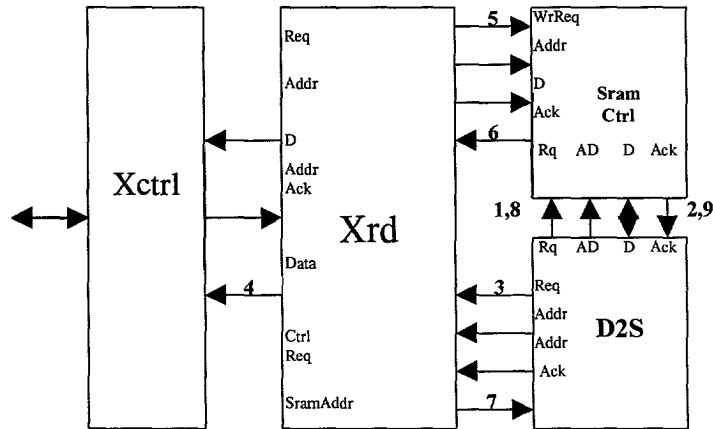 Xctrl
Req
Addr
D
Addr
Ack
Xrd
Data
4
Ctrl
Req
SramAddr
5
6
3
7
WrReq
Addr
D
Ack
Sram
Ctrl
Rq AD D Ack
1,8 2,9
Rq AD D Ack
Req
Addr
Addr
Ack
D2S